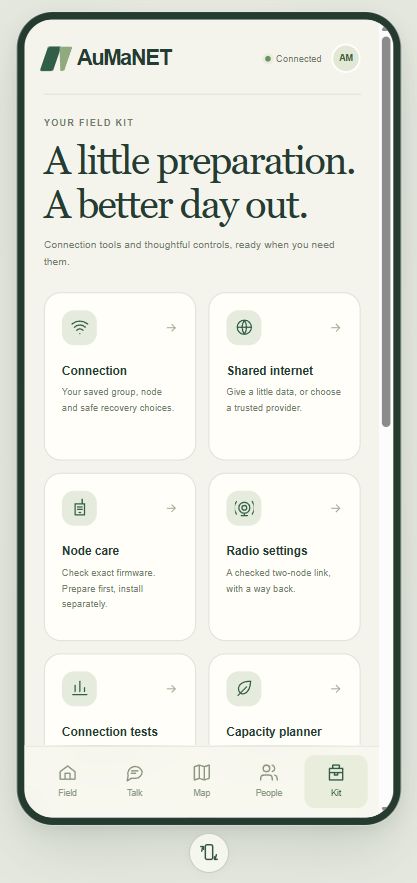 AuMaNET
Connected
AM
YOUR FIELD KIT
A little preparation.
A better day out.
Connection tools and thoughtful controls, ready when you need
them.
Connection
Your saved group, node
and safe recovery choices.
Shared internet
Give a little data, or choose
a trusted provider.
Node care
Check exact firmware.
Prepare first, install
separately.
Radio settings
A checked two-node link,
with a way back.
Connection tests
Capacity planner
Field
Talk
Map
People
Kit